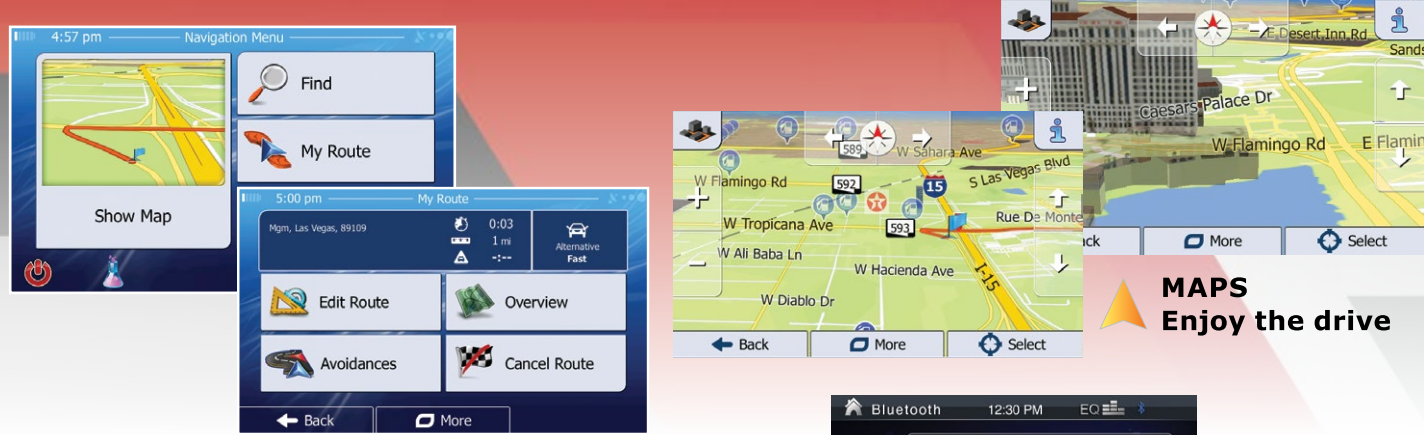 4:57 pm Navigation Menu
Find
My Route
Show Map
5:00 pm My Route
Mgm, Las Vegas, 89109
0:03
1 mi
-:--
Alternative
Fast
Edit Route
Overview
Avoidances
Cancel Route
Back
More
589
W Sahara Ave
W Flamingo Rd
592
15
S Las Vegas Blvd
W Tropicana Ave
593
Rue De Monte
W Ali Baba Ln
W Hacienda Ave
I-15
W Diablo Dr
Back
More
Select
E Desert Inn Rd
Sands
Caesars Palace Dr
W Flamingo Rd
E Flamin
ck
More
Select
MAPS
Enjoy the drive
Bluetooth 12:30 PM EQ